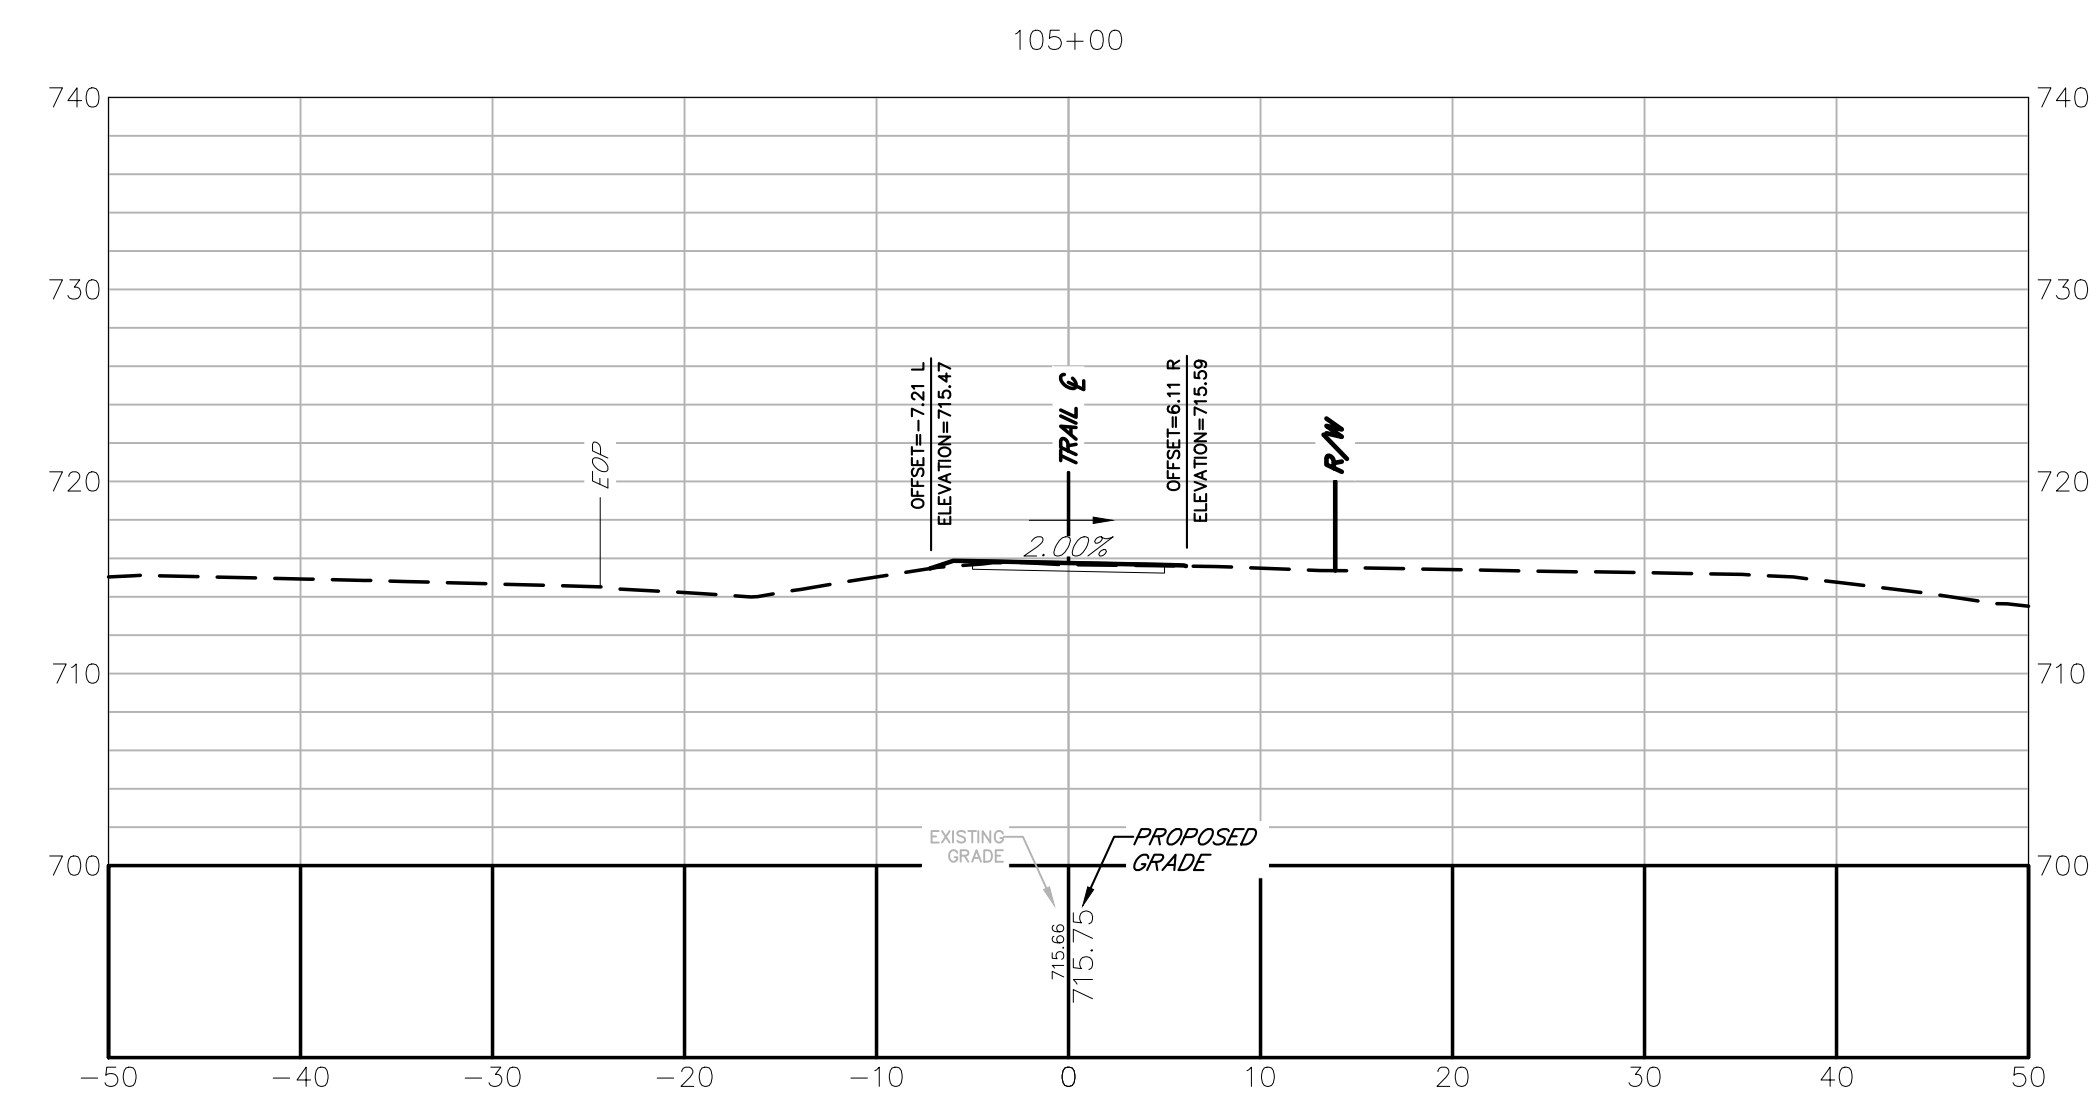 105+00
740 740
730 730
720 720
710 710
700 700
EOP
OFFSET=-7.21 L
ELEVATION=715.47
TRAIL ℄
OFFSET=6.11 R
ELEVATION=715.59
R/W
2.00%
EXISTING
GRADE
PROPOSED
GRADE
715.66
715.75
-50 -40 -30 -20 -10 0 10 20 30 40 50